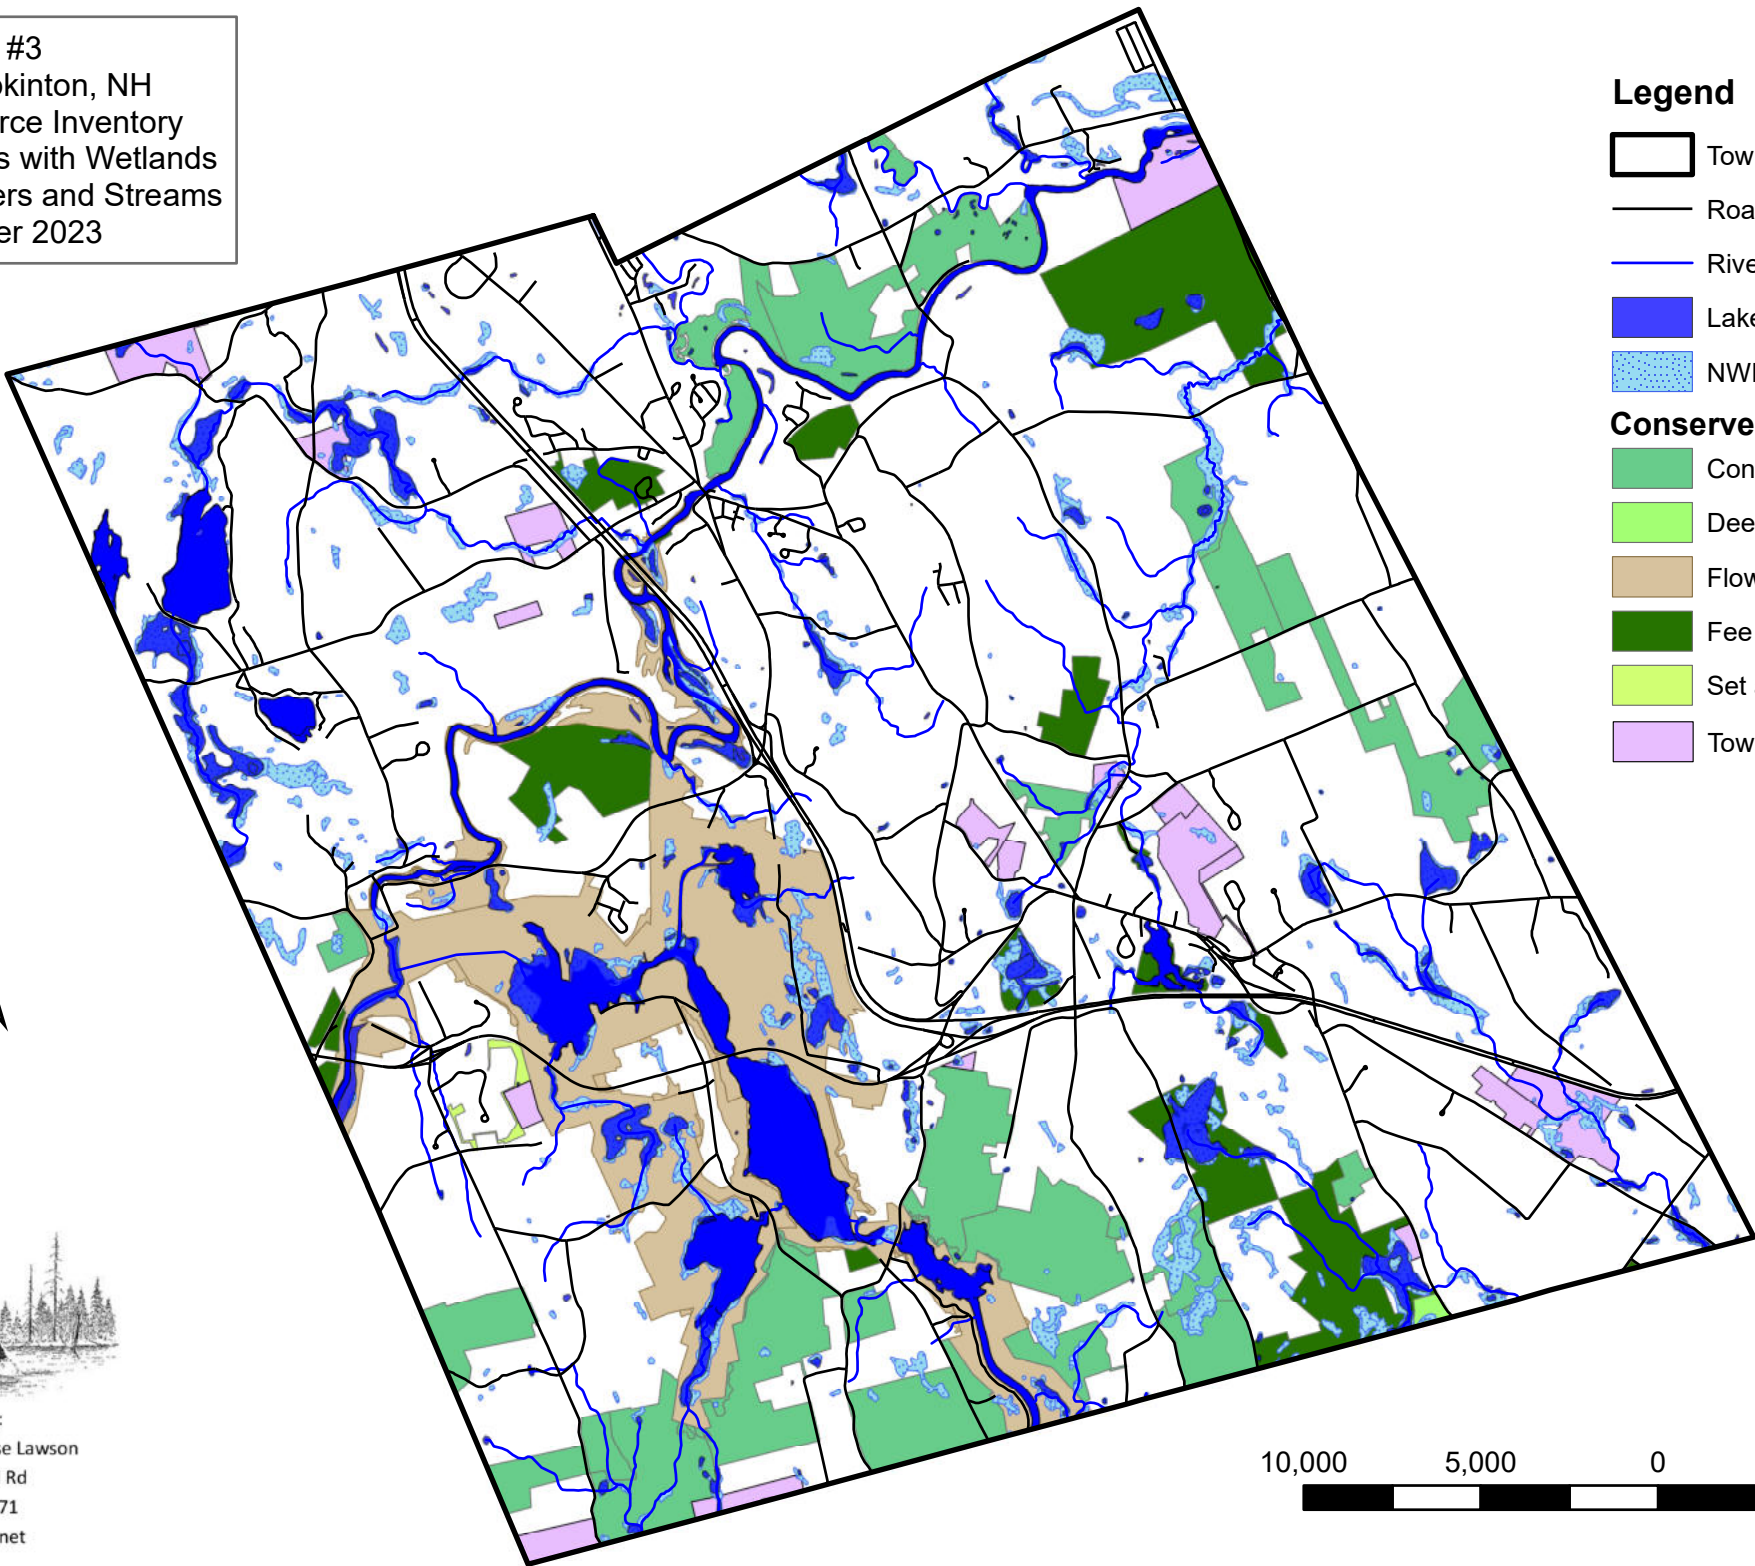 #3
kinton, NH
rce Inventory
s with Wetlands
ers and Streams
er 2023
Legend
Tow
Roa
Rive
Lake
NWI
Conserve
Con
Dee
Flow
Fee
Set
Tow
se Lawson
Rd
71
net
10,000 5,000 0